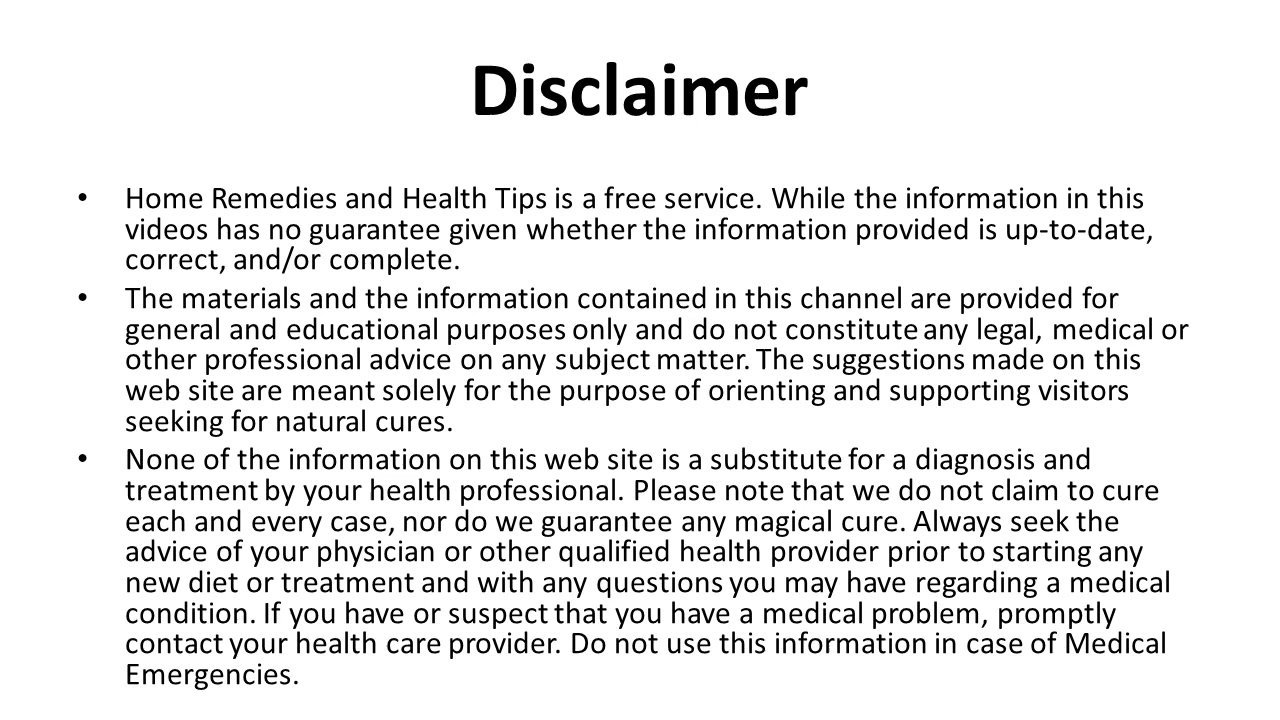 Disclaimer
• Home Remedies and Health Tips is a free service. While the information in this
videos has no guarantee given whether the information provided is up-to-date,
correct, and/or complete.
• The materials and the information contained in this channel are provided for
general and educational purposes only and do not constitute any legal, medical or
other professional advice on any subject matter. The suggestions made on this
web site are meant solely for the purpose of orienting and supporting visitors
seeking for natural cures.
• None of the information on this web site is a substitute for a diagnosis and
treatment by your health professional. Please note that we do not claim to cure
each and every case, nor do we guarantee any magical cure. Always seek the
advice of your physician or other qualified health provider prior to starting any
new diet or treatment and with any questions you may have regarding a medical
condition. If you have or suspect that you have a medical problem, promptly
contact your health care provider. Do not use this information in case of Medical
Emergencies.